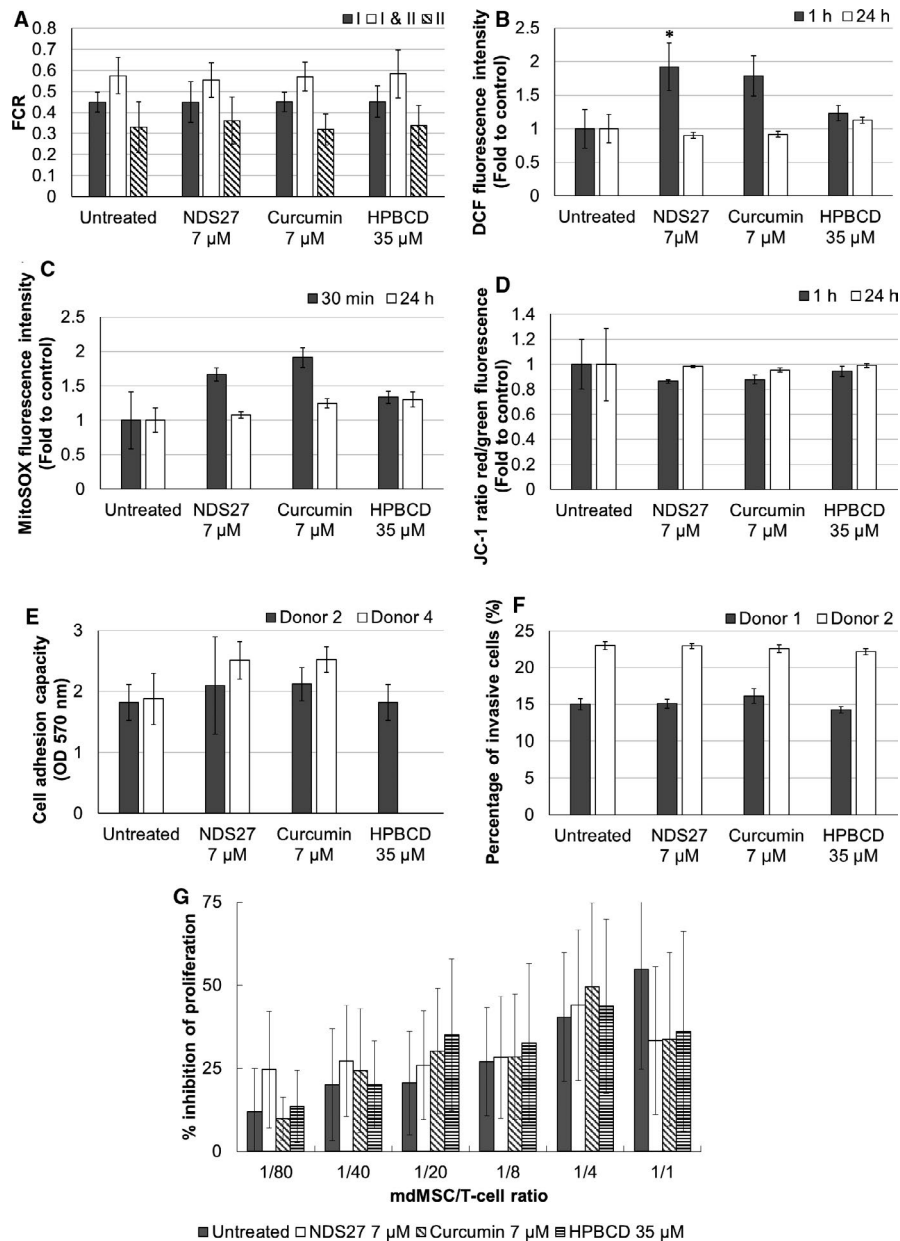 A
I I & II II
FCR
0.8
0.7
0.6
0.5
0.4
0.3
0.2
0.1
0
Untreated NDS27 Curcumin HPBCD
7 µM 7 µM 35 µM
B
1 h 24 h
DCF fluorescence intensity
(Fold to control)
2.5
2
1.5
1
0.5
0
*
Untreated NDS27 Curcumin HPBCD
7µM 7 µM 35 µM
C
30 min 24 h
MitoSOX fluorescence intensity
(Fold to control)
2.5
2
1.5
1
0.5
0
Untreated NDS27 Curcumin HPBCD
7 µM 7 µM 35 µM
D
1 h 24 h
JC-1 ratio red/green fluorescence
(Fold to control)
1.4
1.2
1
0.8
0.6
0.4
0.2
0
Untreated NDS27 Curcumin HPBCD
7 µM 7 µM 35 µM
E
Donor 2 Donor 4
Cell adhesion capacity
(OD 570 nm)
3
2
1
0
Untreated NDS27 Curcumin HPBCD
7 µM 7 µM 35 µM
F
Donor 1 Donor 2
Percentage of invasive cells (%)
25
20
15
10
5
0
Untreated NDS27 Curcumin HPBCD
7 µM 7 µM 35 µM
G
% inhibition of proliferation
75
50
25
0
1/80 1/40 1/20 1/8 1/4 1/1
mdMSC/T-cell ratio
Untreated NDS27 7 µM Curcumin 7 µM HPBCD 35 µM